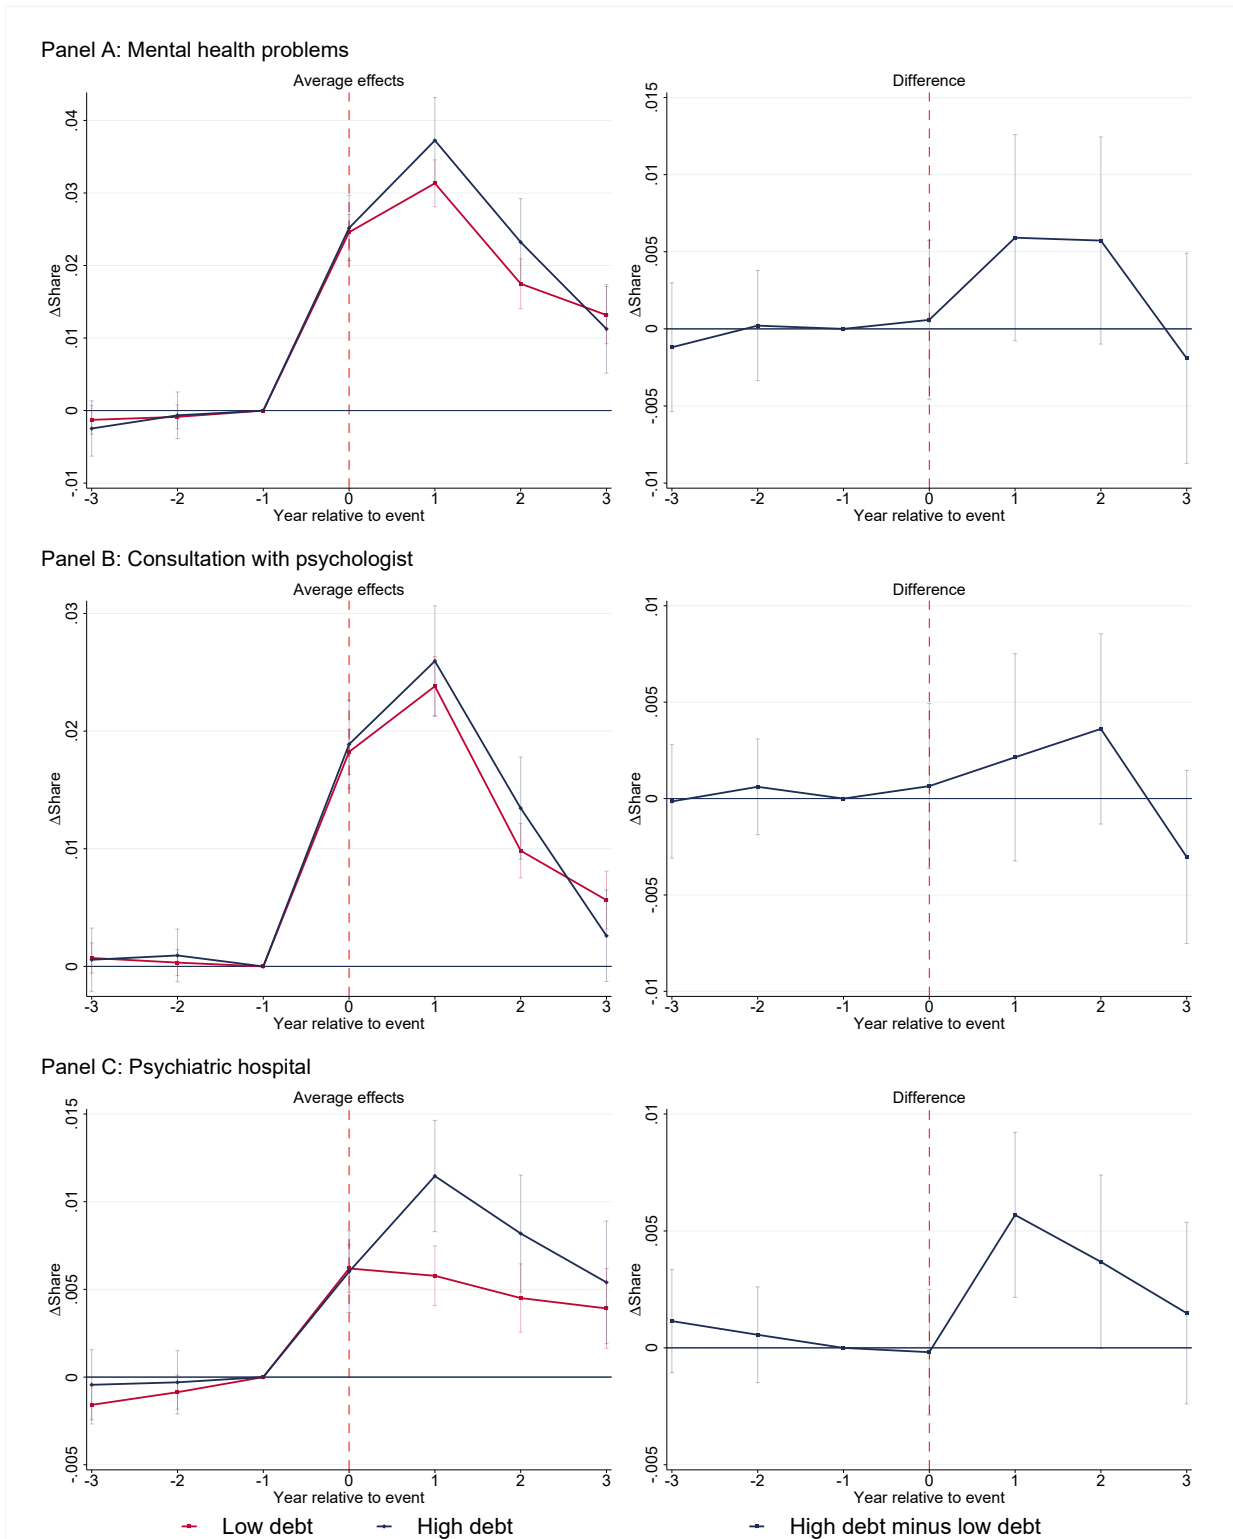 Panel A: Mental health problems
Average effects
Difference
ΔShare
.04
.03
.02
.01
0
-.01
-3 -2 -1 0 1 2 3
Year relative to event
ΔShare
.015
.01
.005
0
-.005
-.01
-3 -2 -1 0 1 2 3
Year relative to event
Panel B: Consultation with psychologist
Average effects
Difference
ΔShare
.03
.02
.01
0
-3 -2 -1 0 1 2 3
Year relative to event
ΔShare
.01
.005
0
-.005
-.01
-3 -2 -1 0 1 2 3
Year relative to event
Panel C: Psychiatric hospital
Average effects
Difference
ΔShare
.015
.01
.005
0
-.005
-3 -2 -1 0 1 2 3
Year relative to event
ΔShare
.01
.005
0
-.005
-3 -2 -1 0 1 2 3
Year relative to event
Low debt
High debt
High debt minus low debt